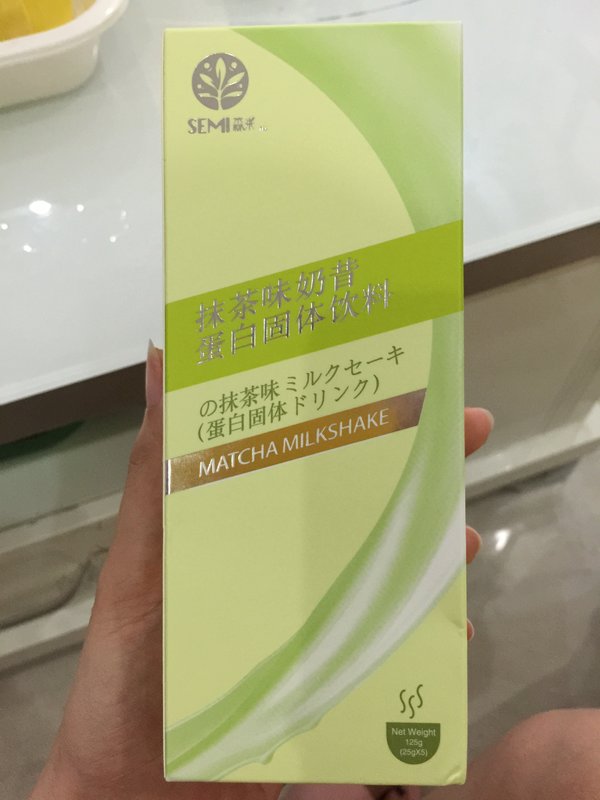 SEMI 森米
抹茶味奶昔
蛋白固体饮料
の抹茶味ミルクセーキ
(蛋白固体ドリンク)
MATCHA MILKSHAKE
Net Weight
125g
(25gX5)